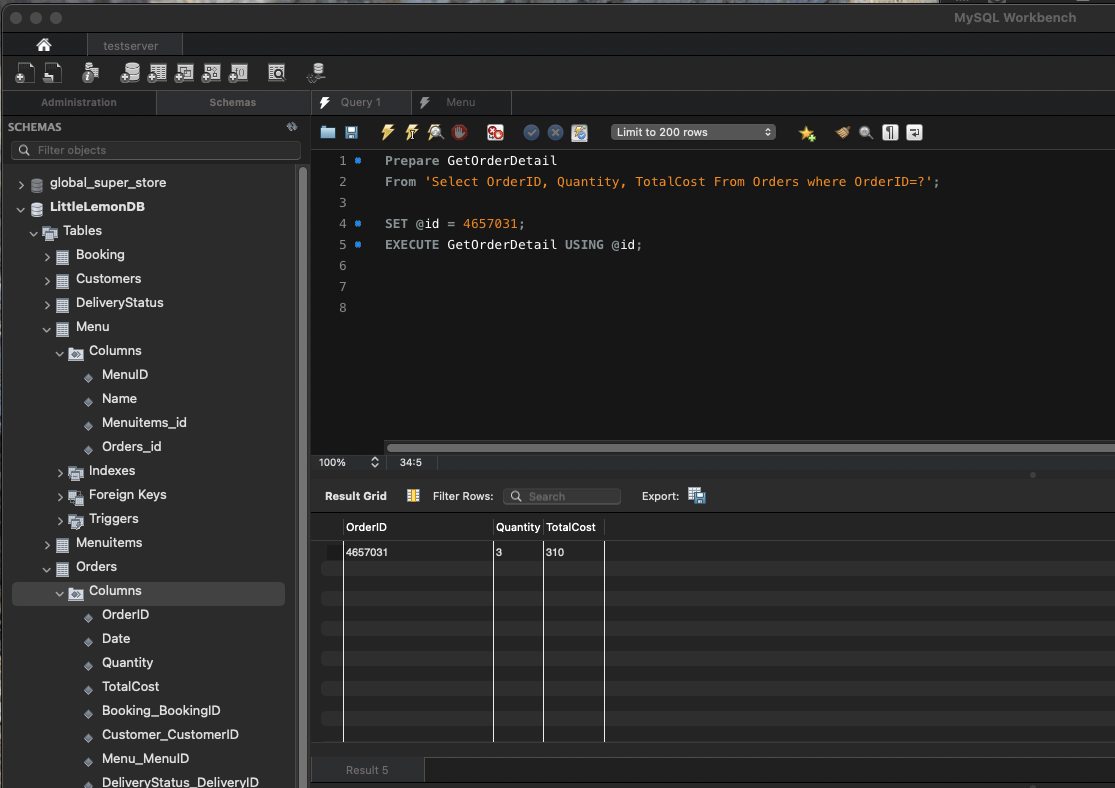 MySQL Workbench
testserver
Administration
Schemas
Query 1
Menu
SCHEMAS
Filter objects
global_super_store
LittleLemonDB
Tables
Booking
Customers
DeliveryStatus
Menu
Columns
MenuID
Name
Menuitems_id
Orders_id
Indexes
Foreign Keys
Triggers
Menuitems
Orders
Columns
OrderID
Date
Quantity
TotalCost
Booking_BookingID
Customer_CustomerID
Menu_MenuID
DeliveryStatus_DeliveryID
Limit to 200 rows
1 Prepare GetOrderDetail
2 From 'Select OrderID, Quantity, TotalCost From Orders where OrderID=?';
3
4 SET @id = 4657031;
5 EXECUTE GetOrderDetail USING @id;
6
7
8
100% 34:5
Result Grid Filter Rows: Search Export:
OrderID Quantity TotalCost
4657031 3 310
Result 5